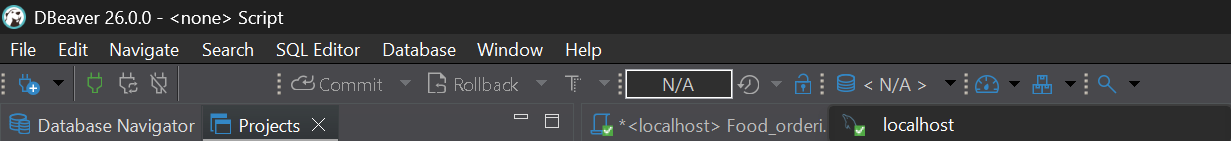 DBeaver 26.0.0 - <none> Script
File Edit Navigate Search SQL Editor Database Window Help
Commit Rollback N/A < N/A >
Database Navigator Projects *<localhost> Food_orderi. localhost